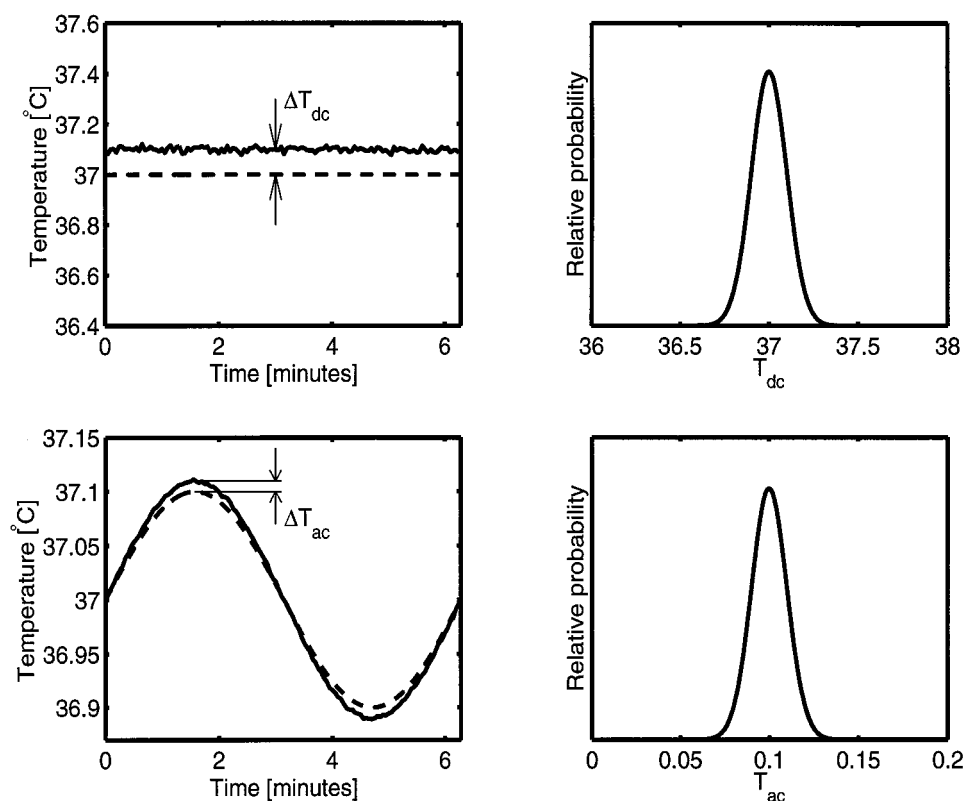 37.6
37.4
37.2
37
36.8
36.6
36.4
Temperature [°C]
ΔT_dc
0 2 4 6
Time [minutes]
Relative probability
36 36.5 37 37.5 38
T_dc
37.15
37.1
37.05
37
36.95
36.9
Temperature [°C]
ΔT_ac
0 2 4 6
Time [minutes]
Relative probability
0 0.05 0.1 0.15 0.2
T_ac